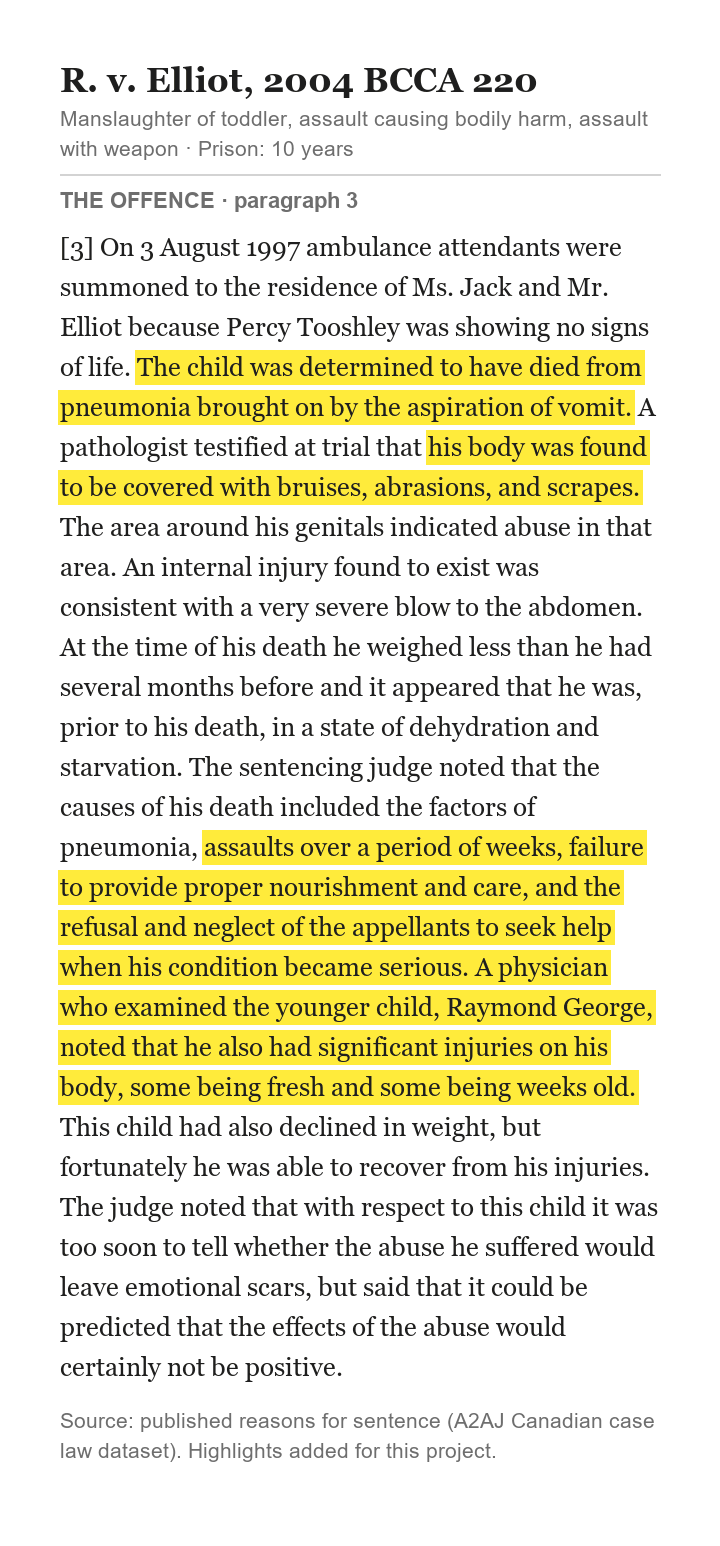 R. v. Elliot, 2004 BCCA 220
Manslaughter of toddler, assault causing bodily harm, assault
with weapon · Prison: 10 years
THE OFFENCE · paragraph 3
[3] On 3 August 1997 ambulance attendants were
summoned to the residence of Ms. Jack and Mr.
Elliot because Percy Tooshley was showing no signs
of life. The child was determined to have died from
pneumonia brought on by the aspiration of vomit. A
pathologist testified at trial that his body was found
to be covered with bruises, abrasions, and scrapes.
The area around his genitals indicated abuse in that
area. An internal injury found to exist was
consistent with a very severe blow to the abdomen.
At the time of his death he weighed less than he had
several months before and it appeared that he was,
prior to his death, in a state of dehydration and
starvation. The sentencing judge noted that the
causes of his death included the factors of
pneumonia, assaults over a period of weeks, failure
to provide proper nourishment and care, and the
refusal and neglect of the appellants to seek help
when his condition became serious. A physician
who examined the younger child, Raymond George,
noted that he also had significant injuries on his
body, some being fresh and some being weeks old.
This child had also declined in weight, but
fortunately he was able to recover from his injuries.
The judge noted that with respect to this child it was
too soon to tell whether the abuse he suffered would
leave emotional scars, but said that it could be
predicted that the effects of the abuse would
certainly not be positive.
Source: published reasons for sentence (A2AJ Canadian case
law dataset). Highlights added for this project.